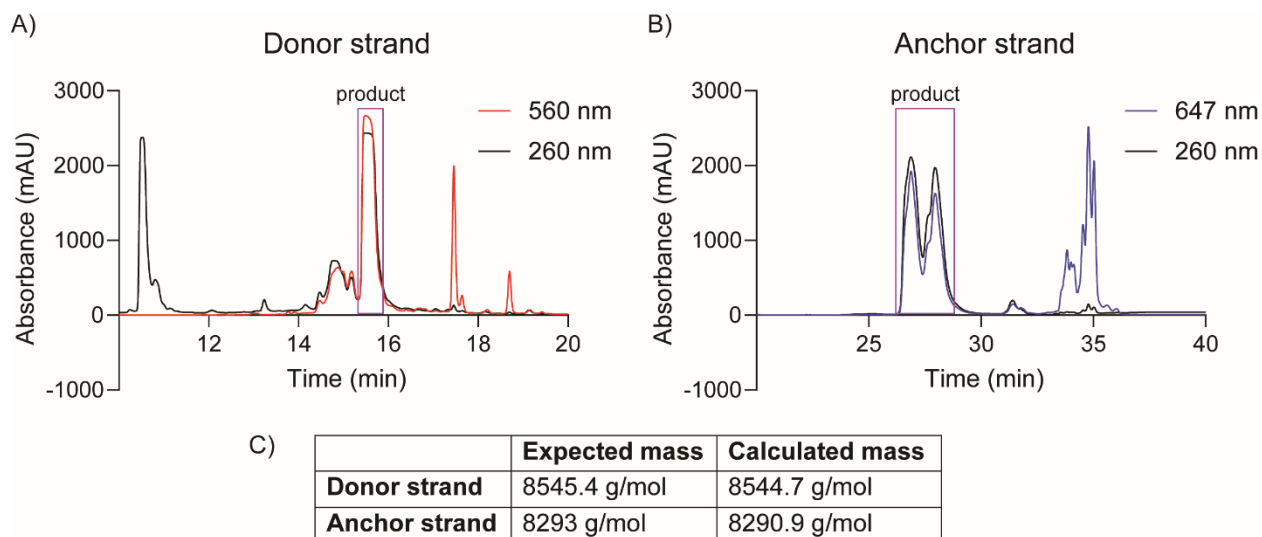 A)
Donor strand
product
560 nm
260 nm
3000
2000
1000
0
-1000
Absorbance (mAU)
12 14 16 18 20
Time (min)
B)
Anchor strand
product
647 nm
260 nm
3000
2000
1000
0
-1000
Absorbance (mAU)
25 30 35 40
Time (min)
C)
Expected mass Calculated mass
Donor strand 8545.4 g/mol 8544.7 g/mol
Anchor strand 8293 g/mol 8290.9 g/mol